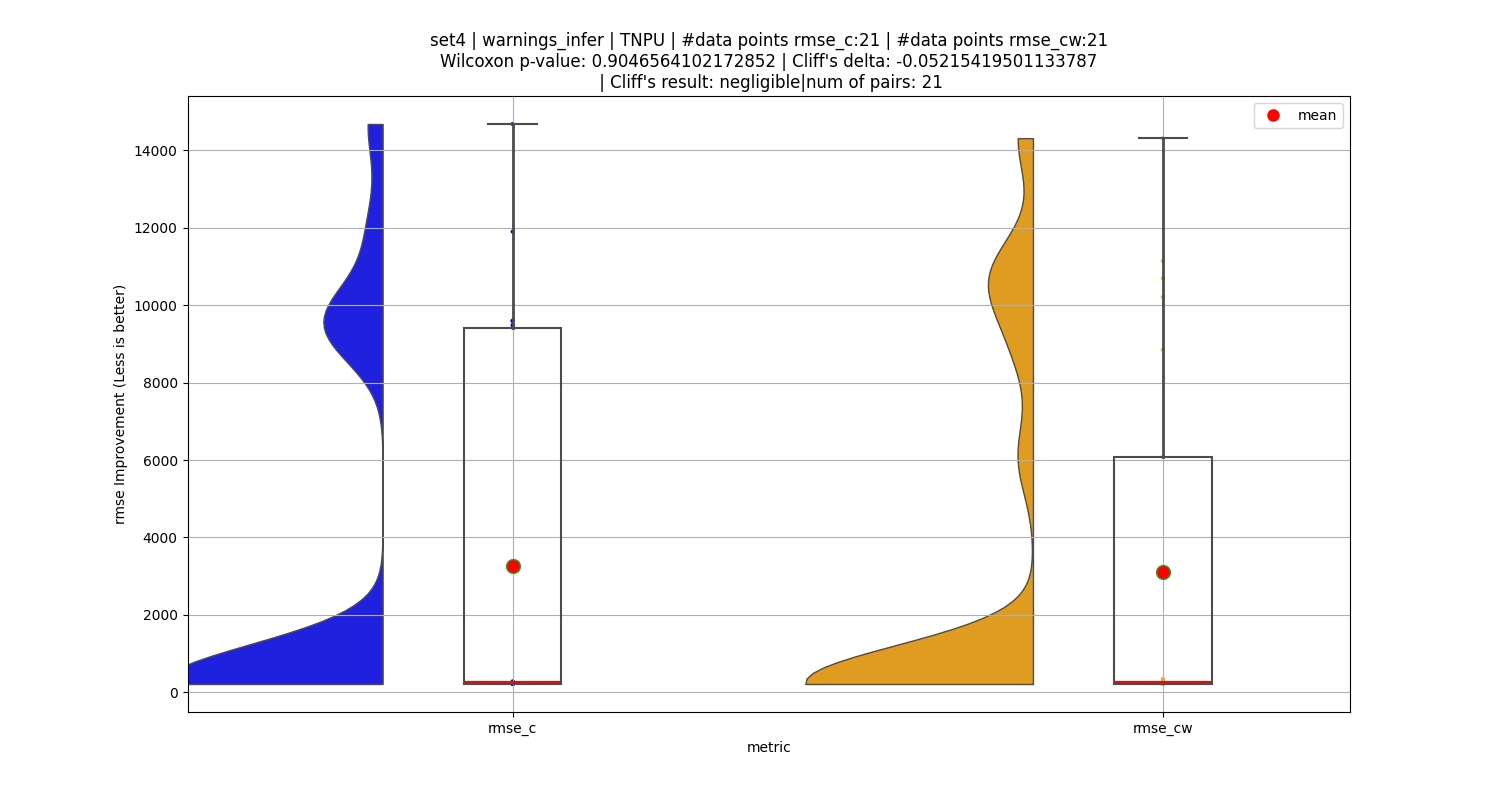 set4 | warnings_infer | TNPU | #data points rmse_c:21 | #data points rmse_cw:21
Wilcoxon p-value: 0.9046564102172852 | Cliff's delta: -0.05215419501133787
| Cliff's result: negligible|num of pairs: 21
mean
14000
12000
10000
8000
6000
4000
2000
0
rmse Improvement (Less is better)
rmse_c
rmse_cw
metric